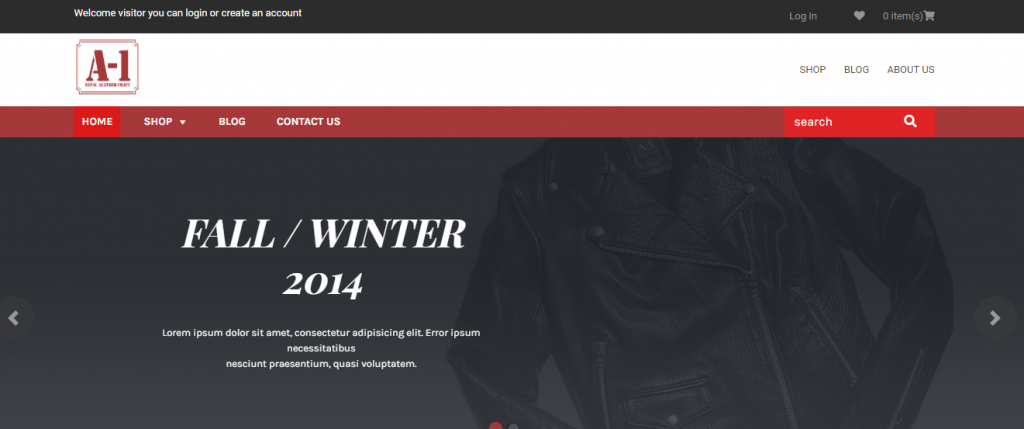 Welcome visitor you can login or create an account
Log In
0 item(s)
A-1
NEPAL LEATHER CRAFT
SHOP
BLOG
ABOUT US
HOME
SHOP
BLOG
CONTACT US
search
FALL / WINTER
2014
Lorem ipsum dolor sit amet, consectetur adipisicing elit. Error ipsum
necessitatibus
nesciunt praesentium, quasi voluptatem.